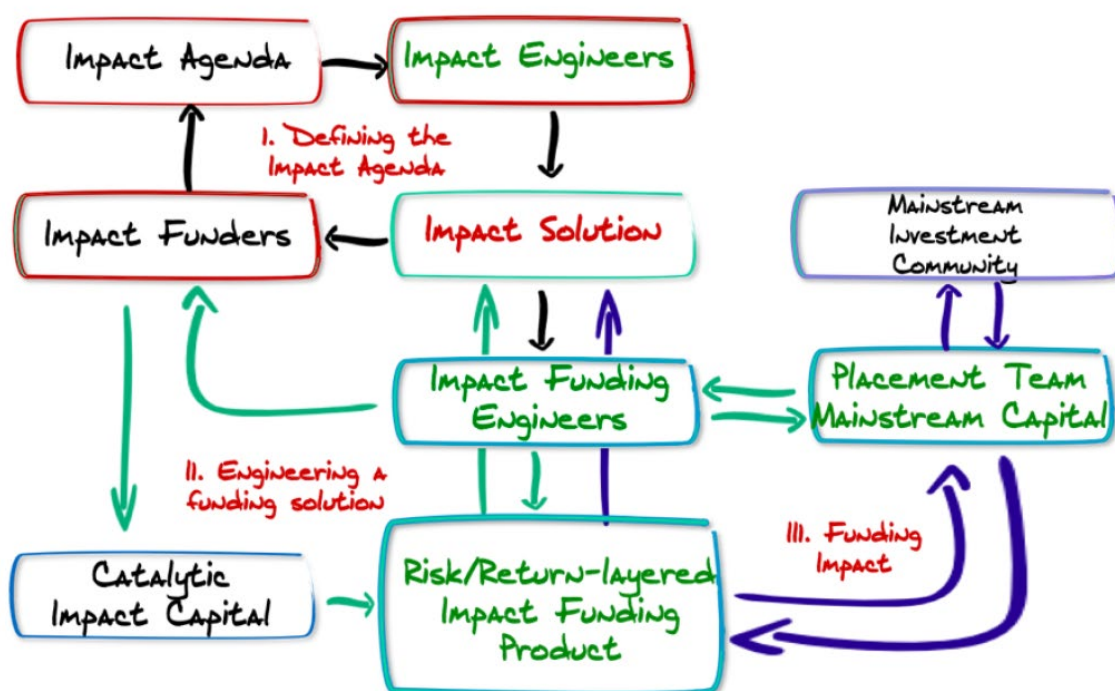 Impact Agenda
Impact Engineers
I. Defining the
Impact Agenda
Impact Funders
Impact Solution
Mainstream
Investment
Community
Impact Funding
Engineers
Placement Team
Mainstream Capital
II. Engineering a
funding solution
III. Funding
Impact
Catalytic
Impact Capital
Risk/Return-layered
Impact Funding
Product